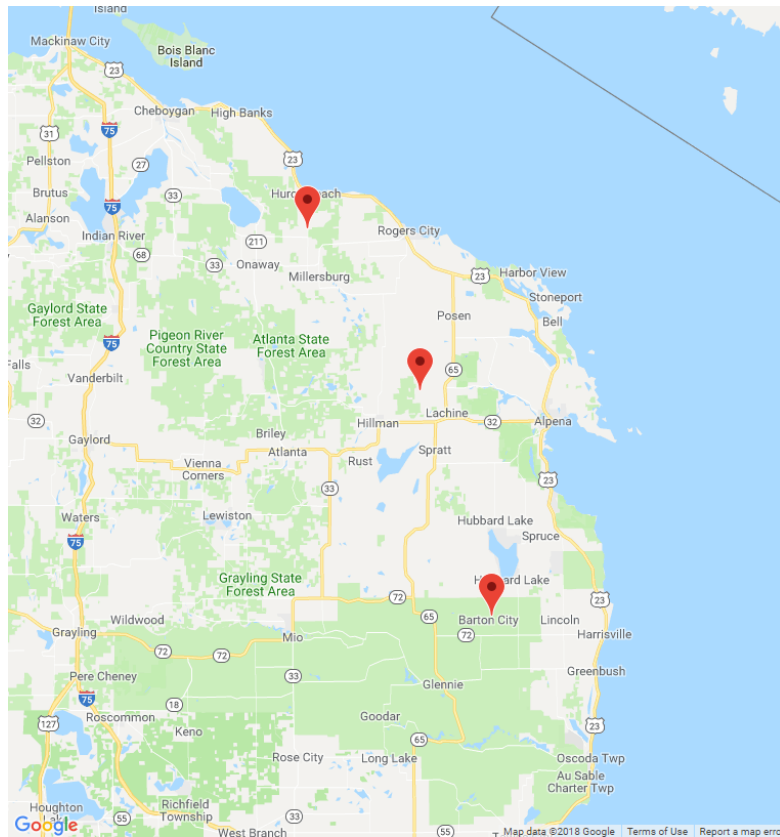 Island
Mackinaw City
Bois Blanc
Island
23
Cheboygan
High Banks
75
31
Pellston
27
23
Brutus
33
Huron Beach
Alanson
75
Indian River
211
Rogers City
68
33
Onaway
Millersburg
23
Harbor View
Stoneport
Gaylord State
Forest Area
Posen
Bell
Pigeon River
Country State
Forest Area
Atlanta State
Forest Area
75
Falls
Vanderbilt
65
32
Hillman
Lachine
32
Alpena
Gaylord
Briley
Atlanta
Spratt
Vienna
Corners
Rust
33
23
Waters
Lewiston
Hubbard Lake
75
Spruce
Grayling State
Forest Area
Hubbard Lake
72
23
Wildwood
65
Barton City
Lincoln
Grayling
Mio
72
Harrisville
72
72
Pere Cheney
33
Glennie
Greenbush
75
18
127
Roscommon
Keno
Goodar
23
65
Rose City
Long Lake
Oscoda Twp
Au Sable
Charter Twp
Houghton
55
Richfield
Township
33
West Branch
Google
Map data ©2018 Google
Terms of Use
Report a map error